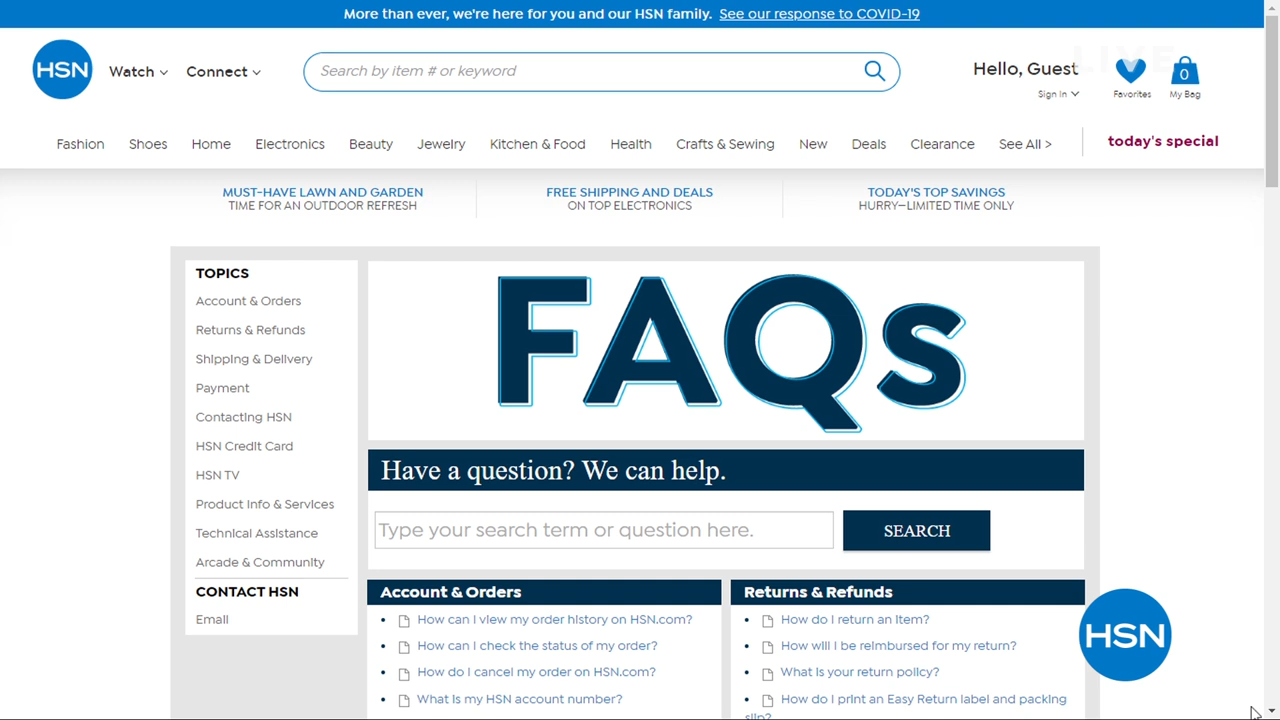 More than ever, we're here for you and our HSN family. See our response to COVID-19
HSN
Watch
Connect
Search by item # or keyword
Hello, Guest
LIVE
Sign In
Favorites
0
My Bag
Fashion Shoes Home Electronics Beauty Jewelry Kitchen & Food Health Crafts & Sewing New Deals Clearance See All >
today's special
MUST-HAVE LAWN AND GARDEN
TIME FOR AN OUTDOOR REFRESH
FREE SHIPPING AND DEALS
ON TOP ELECTRONICS
TODAY'S TOP SAVINGS
HURRY—LIMITED TIME ONLY
TOPICS
Account & Orders
Returns & Refunds
Shipping & Delivery
Payment
Contacting HSN
HSN Credit Card
HSN TV
Product Info & Services
Technical Assistance
Arcade & Community
CONTACT HSN
Email
FAQs
Have a question? We can help.
Type your search term or question here.
SEARCH
Account & Orders
How can I view my order history on HSN.com?
How can I check the status of my order?
How do I cancel my order on HSN.com?
What is my HSN account number?
Returns & Refunds
How do I return an item?
How will I be reimbursed for my return?
What is your return policy?
How do I print an Easy Return label and packing
slip?
HSN